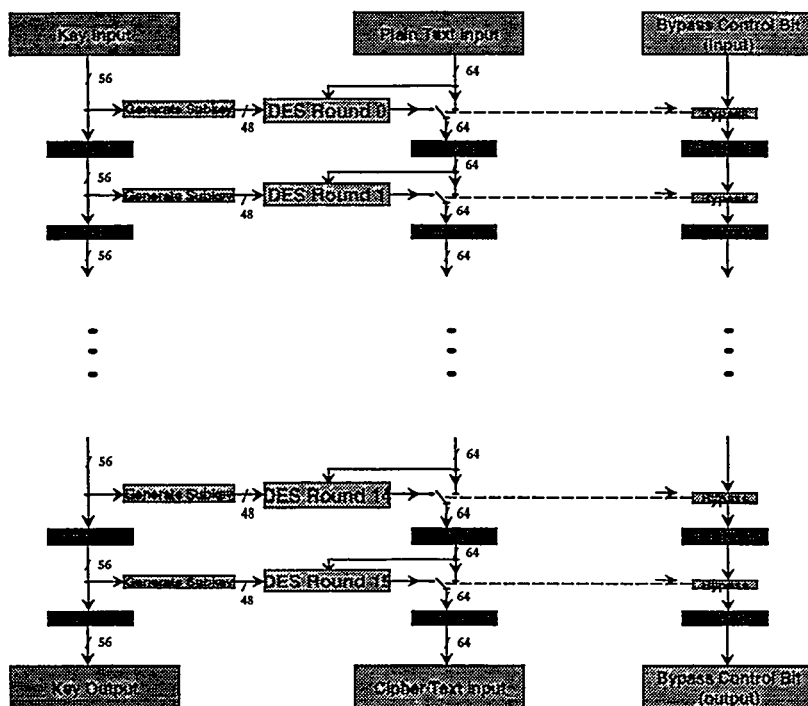 Key Input Plain Text Input Bypass Control Bit
(input)
56 64
Generate Subkey 48 DES Round 0 Bypass
64
56 64
Generate Subkey 48 DES Round 1 Bypass
64
56 64
56 64
Generate Subkey 48 DES Round 14 Bypass
64
56 64
Generate Subkey 48 DES Round 15 Bypass
64
56 64
Key Output Cipher Text Input Bypass Control Bit
(output)